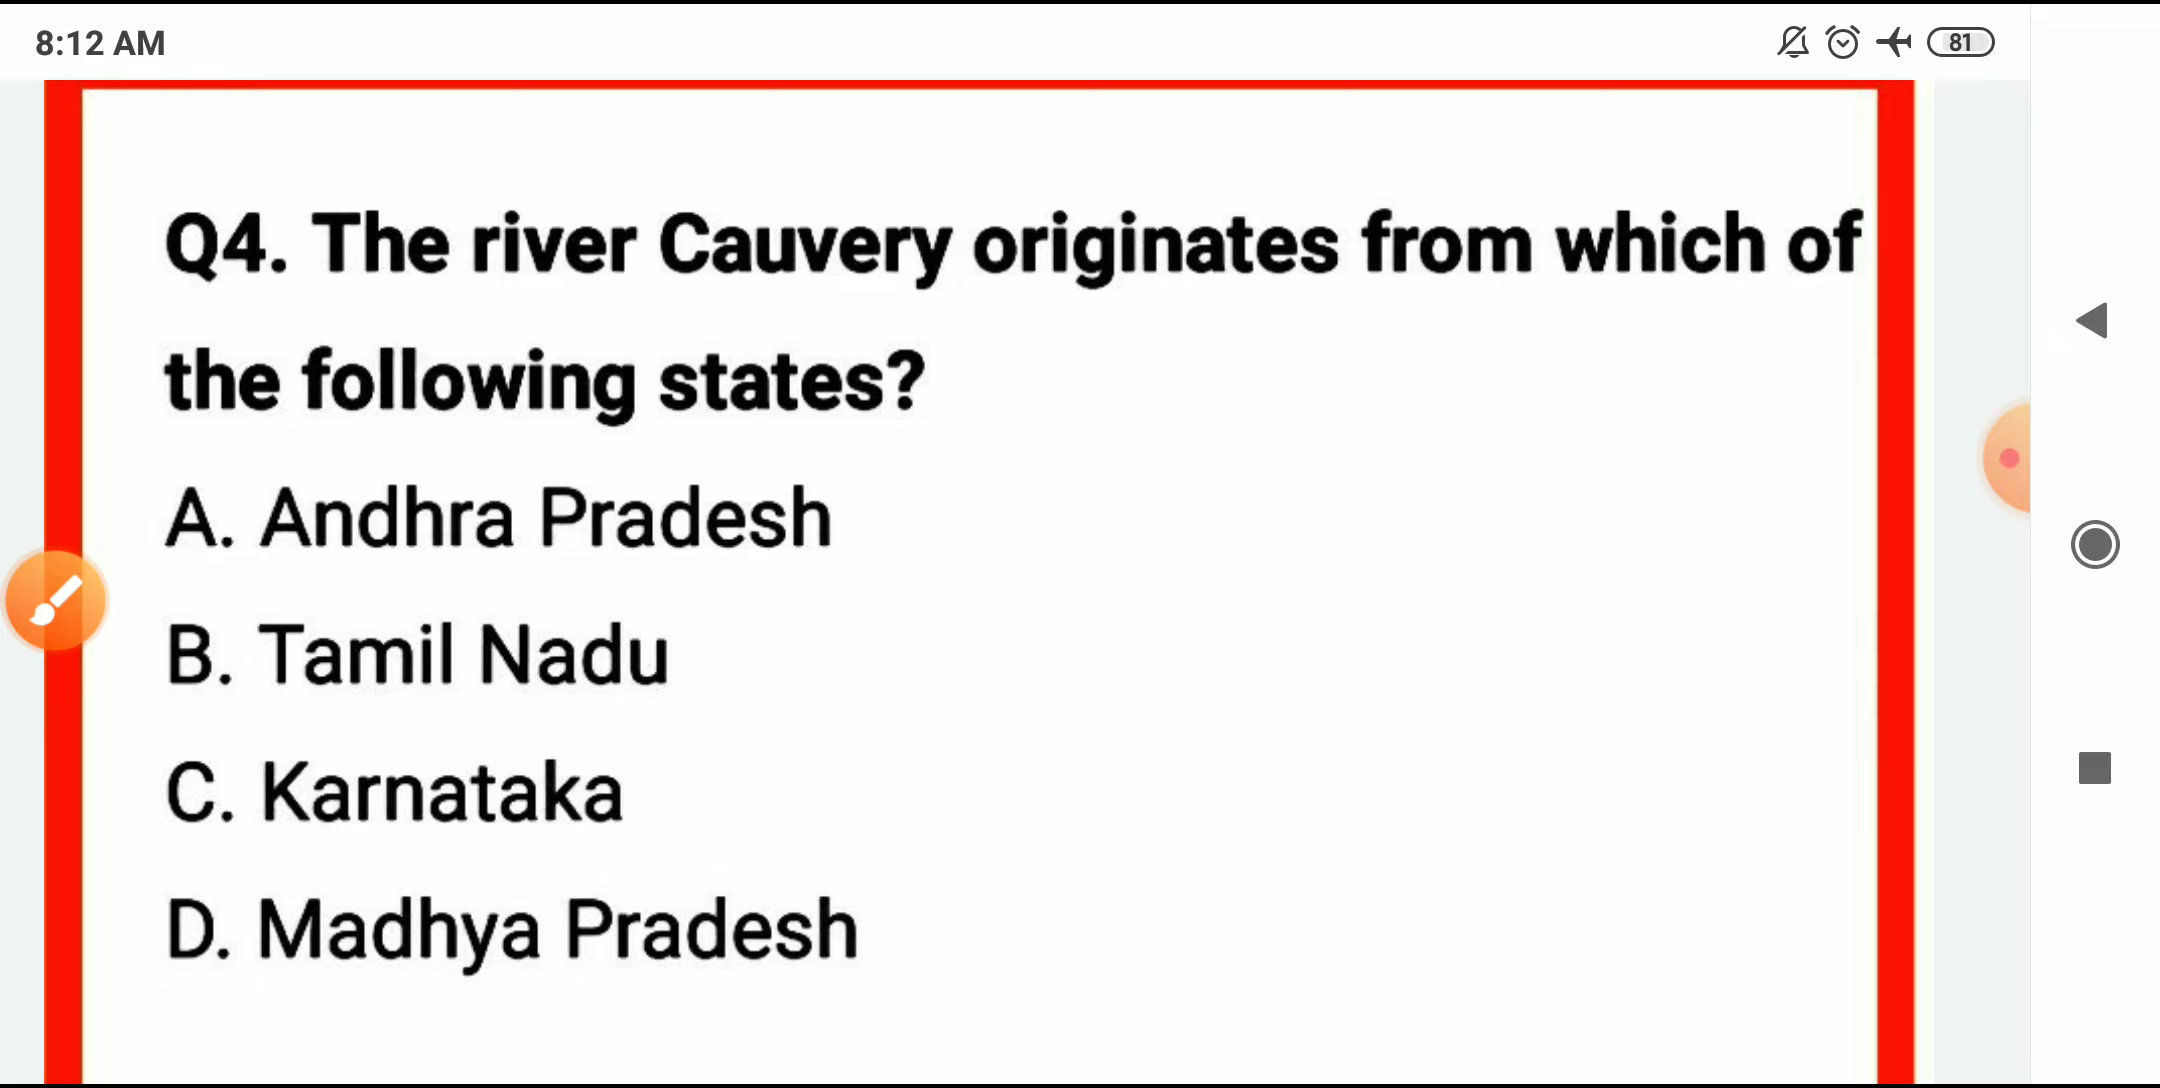 8:12 AM
81
Q4. The river Cauvery originates from which of
the following states?
A. Andhra Pradesh
B. Tamil Nadu
C. Karnataka
D. Madhya Pradesh